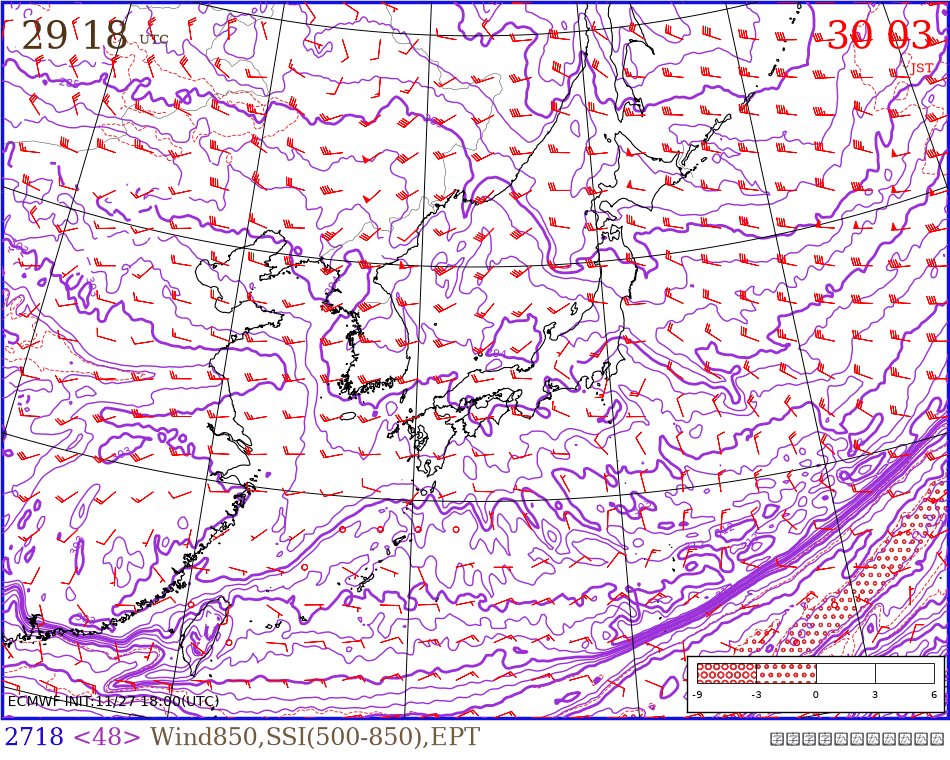 29 18 UTC 30 03
JST
-9 -3 0 3 6
ECMWF INIT:11/27 18:00(UTC)
2718 <48> Wind850,SSI(500-850),EPT